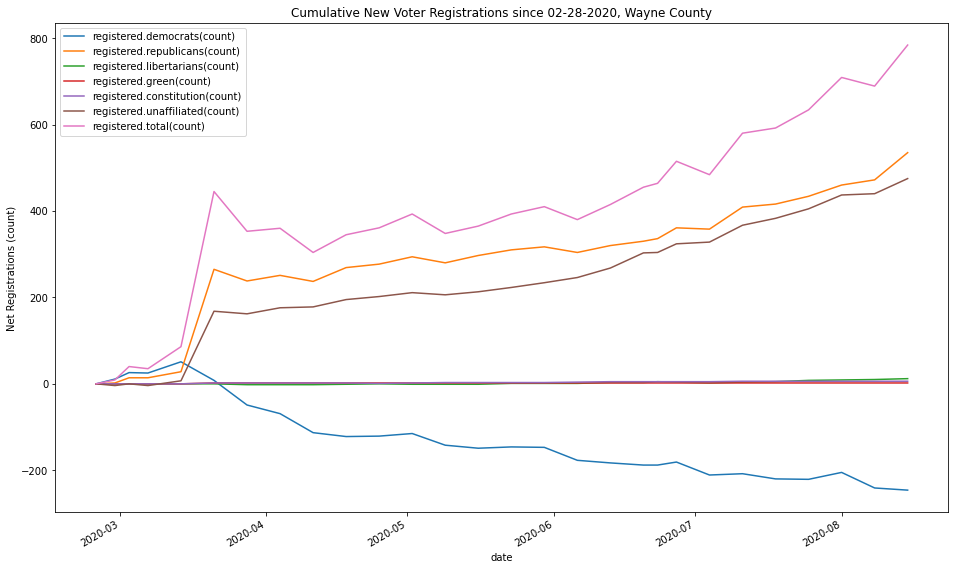 Cumulative New Voter Registrations since 02-28-2020, Wayne County
registered.democrats(count)
registered.republicans(count)
registered.libertarians(count)
registered.green(count)
registered.constitution(count)
registered.unaffiliated(count)
registered.total(count)
Net Registrations (count)
800
600
400
200
0
−200
2020-03
2020-04
2020-05
2020-06
2020-07
2020-08
date